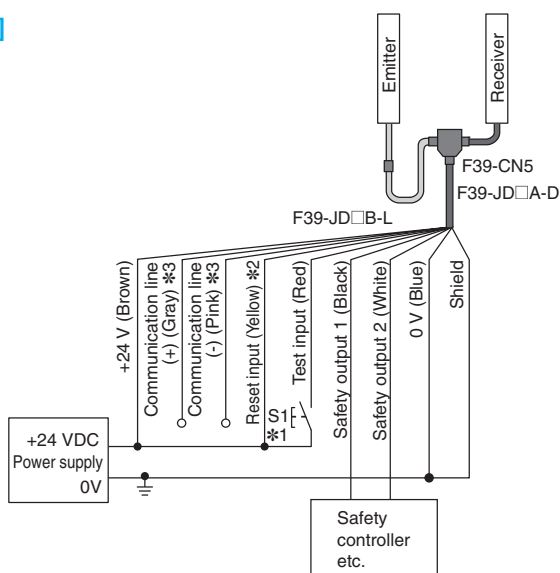 Emitter
Receiver
F39-CN5
F39-JD□A-D
F39-JD□B-L
+24 V (Brown)
Communication line
(+) (Gray) *3
Communication line
(-) (Pink) *3
Reset input (Yellow) *2
Test input (Red)
Safety output 1 (Black)
Safety output 2 (White)
0 V (Blue)
Shield
S1
*1
+24 VDC
Power supply
0V
Safety
controller
etc.